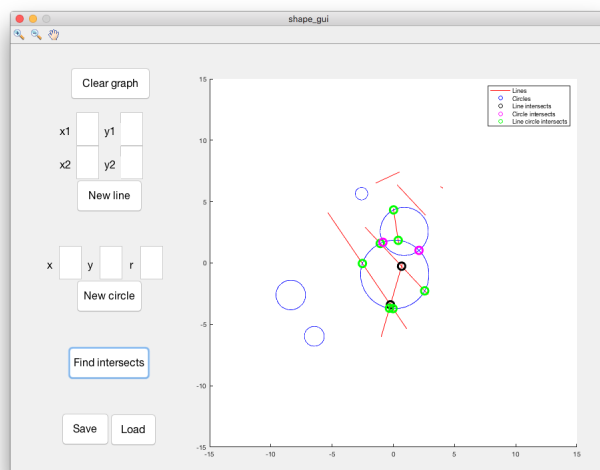 shape_gui
Clear graph
x1 y1
x2 y2
New line
x y r
New circle
Find intersects
Save Load
15
10
5
0
-5
-10
-15
-15 -10 -5 0 5 10 15
Lines
Circles
Line intersects
Circle intersects
Line circle intersects